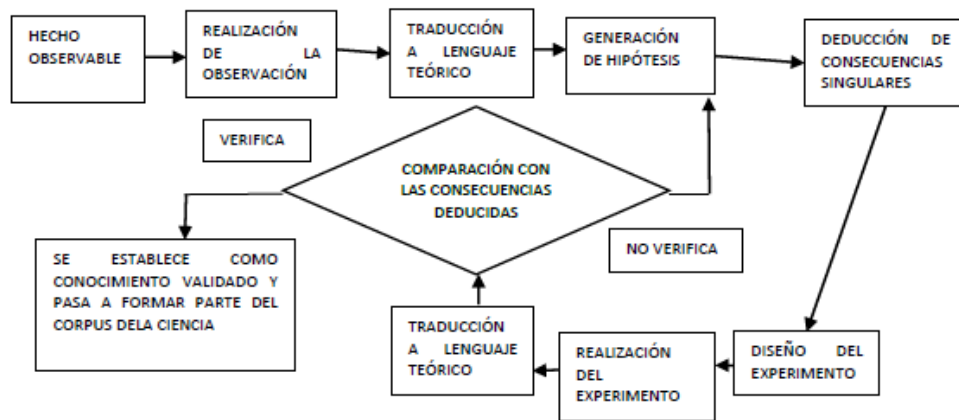 HECHO
OBSERVABLE
REALIZACIÓN
DE LA
OBSERVACIÓN
TRADUCCIÓN
A LENGUAJE
TEÓRICO
GENERACIÓN
DE HIPÓTESIS
DEDUCCIÓN DE
CONSECUENCIAS
SINGULARES
VERIFICA
COMPARACIÓN CON
LAS CONSECUENCIAS
DEDUCIDAS
NO VERIFICA
SE ESTABLECE COMO
CONOCIMIENTO VALIDADO Y
PASA A FORMAR PARTE DEL
CORPUS DELA CIENCIA
TRADUCCIÓN
A LENGUAJE
TEÓRICO
REALIZACIÓN
DEL
EXPERIMENTO
DISEÑO DEL
EXPERIMENTO